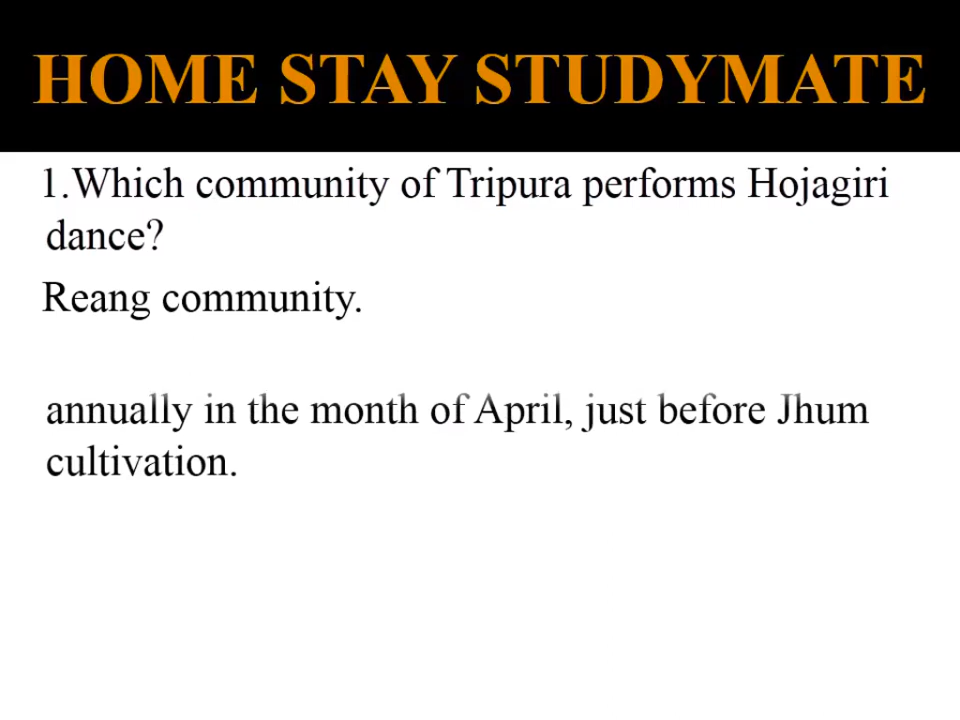 HOME STAY STUDYMATE
1.Which community of Tripura performs Hojagiri
dance?
Reang community.
annually in the month of April, just before Jhum
cultivation.